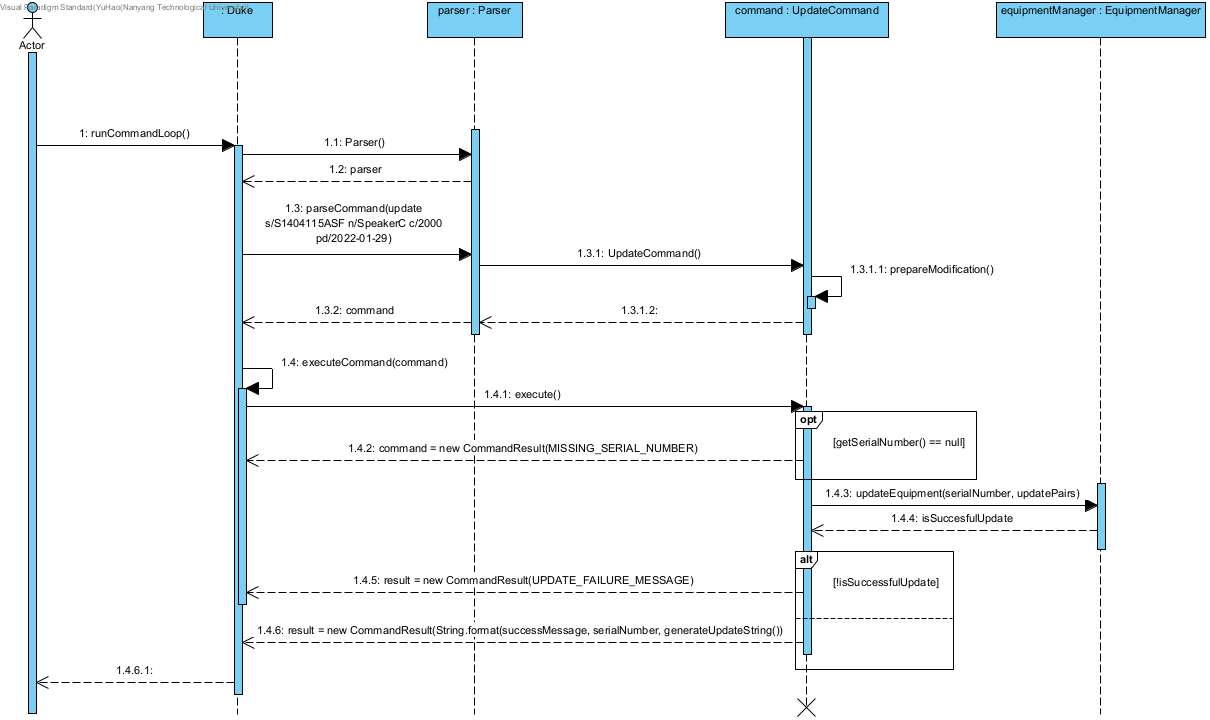 Visual Paradigm Standard(YuHao(Nanyang Technological University))
: Duke
parser : Parser
command : UpdateCommand
equipmentManager : EquipmentManager
Actor
1: runCommandLoop()
1.1: Parser()
1.2: parser
1.3: parseCommand(update
s/S1404115ASF n/SpeakerC c/2000
pd/2022-01-29)
1.3.1: UpdateCommand()
1.3.1.1: prepareModification()
1.3.2: command
1.3.1.2:
1.4: executeCommand(command)
1.4.1: execute()
opt
[getSerialNumber() == null]
1.4.2: command = new CommandResult(MISSING_SERIAL_NUMBER)
1.4.3: updateEquipment(serialNumber, updatePairs)
1.4.4: isSuccesfulUpdate
alt
[!isSuccessfulUpdate]
1.4.5: result = new CommandResult(UPDATE_FAILURE_MESSAGE)
1.4.6: result = new CommandResult(String.format(successMessage, serialNumber, generateUpdateString())
1.4.6.1: